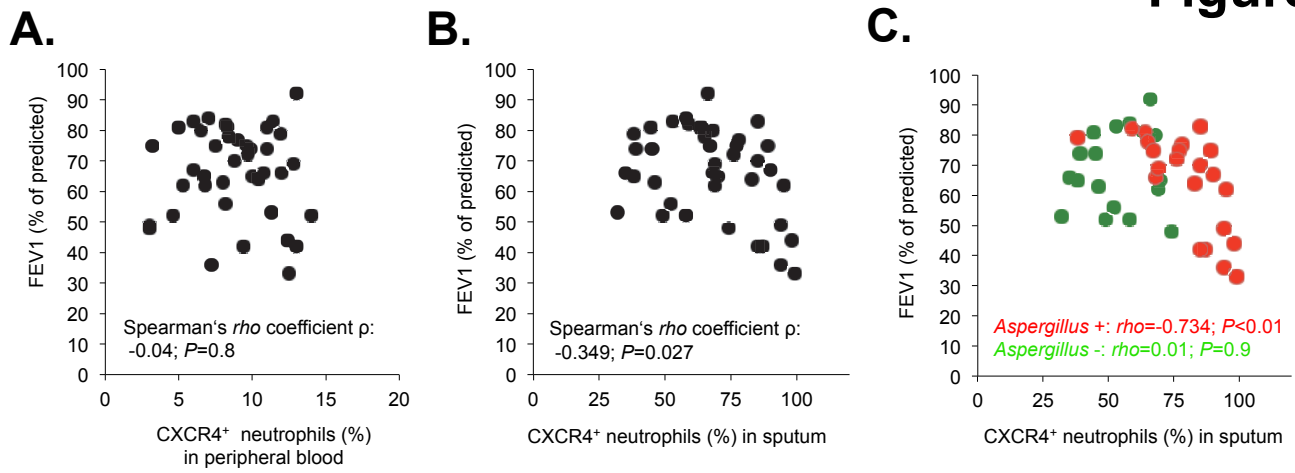 Figure
A.
B.
C.
FEV1 (% of predicted)
100
90
80
70
60
50
40
30
20
10
0
Spearman‘s rho coefficient ρ:
-0.04; P=0.8
0 5 10 15 20
CXCR4⁺ neutrophils (%)
in peripheral blood
FEV1 (% of predicted)
100
90
80
70
60
50
40
30
20
10
0
Spearman‘s rho coefficient ρ:
-0.349; P=0.027
0 25 50 75 100
CXCR4⁺ neutrophils (%) in sputum
FEV1 (% of predicted)
100
90
80
70
60
50
40
30
20
10
0
Aspergillus +: rho=-0.734; P<0.01
Aspergillus -: rho=0.01; P=0.9
0 25 50 75 100
CXCR4⁺ neutrophils (%) in sputum